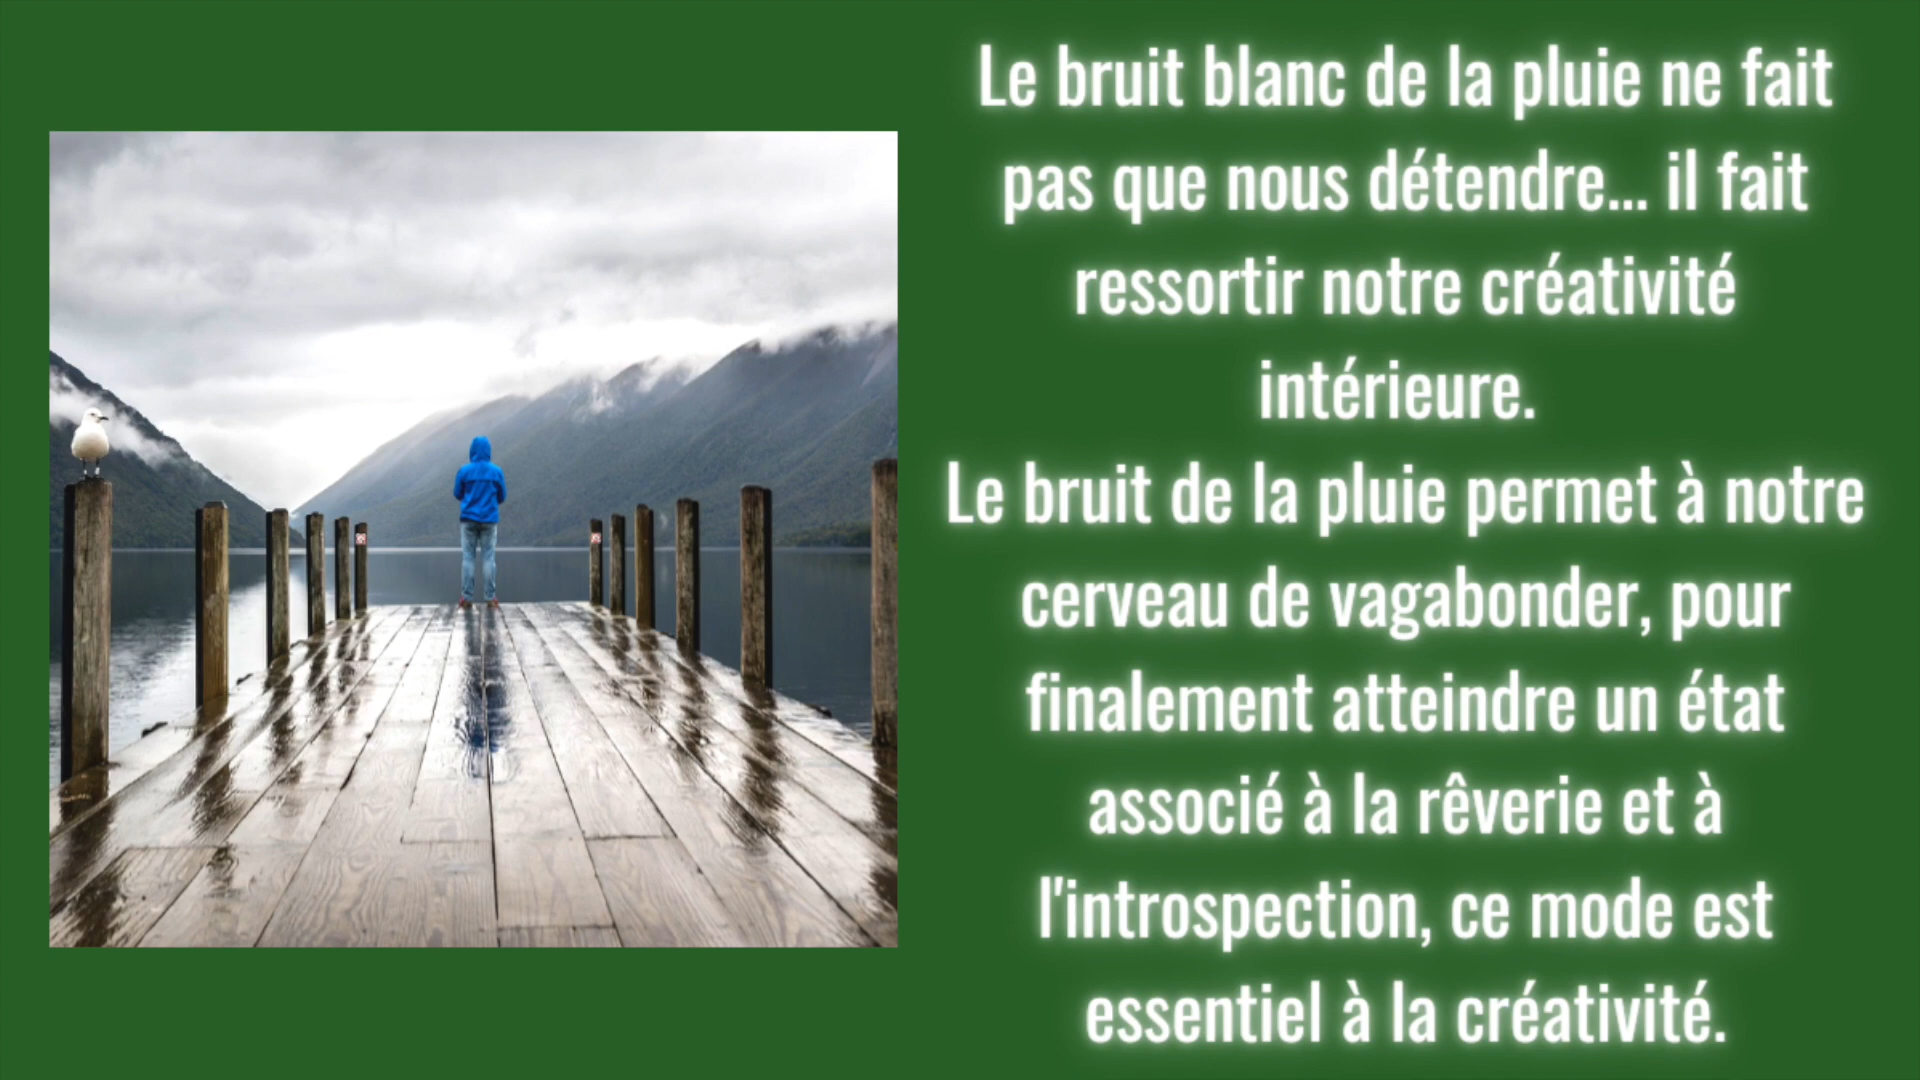 Le bruit blanc de la pluie ne fait
pas que nous détendre... il fait
ressortir notre créativité
intérieure.
Le bruit de la pluie permet à notre
cerveau de vagabonder, pour
finalement atteindre un état
associé à la rêverie et à
l'introspection, ce mode est
essentiel à la créativité.